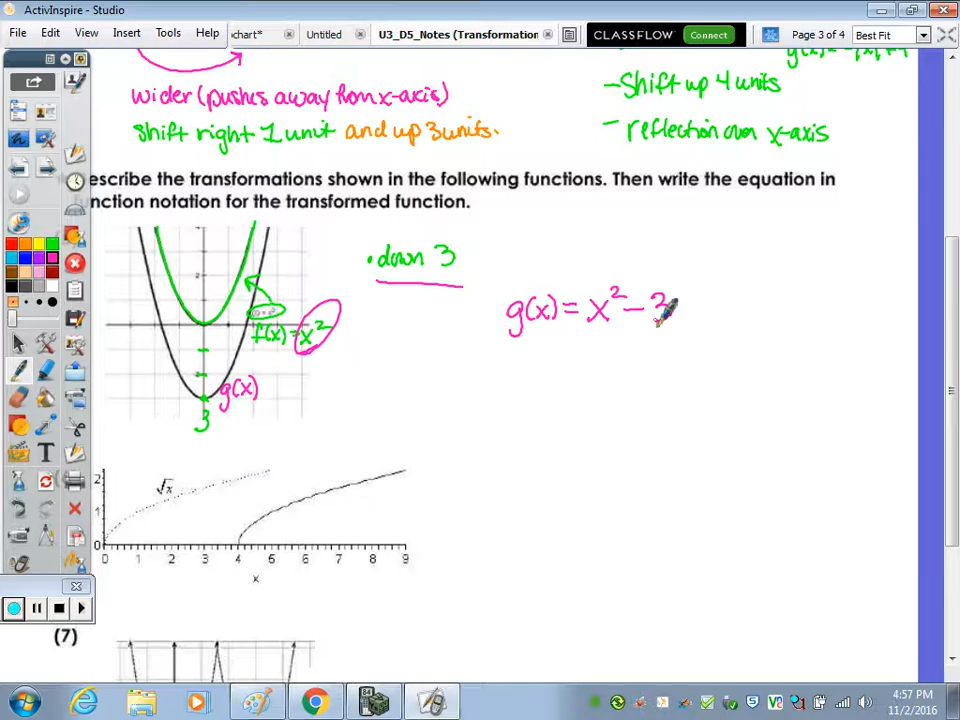 ActivInspire - Studio
File Edit View Insert Tools Help
chart* Untitled U3_D5_Notes (Transformation
CLASSFLOW Connect Page 3 of 4 Best Fit
wider (pushes away from x-axis)
shift right 1 unit and up 3 units.
- Shift up 4 units
- reflection over x-axis
escribe the transformations shown in the following functions. Then write the equation in
nction notation for the transformed function.
• down 3
g(x) = x² - 3
2
f(x) = x²
g(x)
3
√x
2
1
0
0 1 2 3 4 5 6 7 8 9
x
(7)
4:57 PM
11/2/2016